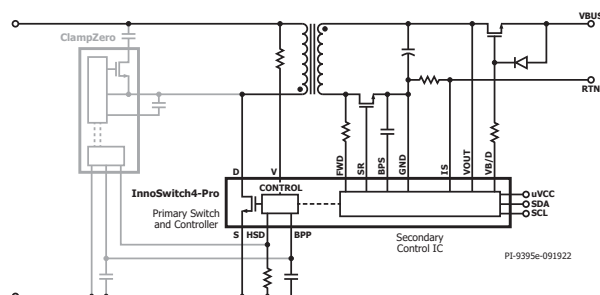 VBUS
ClampZero
RTN
D
V
FWD
SR
BPS
GND
IS
VOUT
VB/D
InnoSwitch4-Pro
CONTROL
uVCC
SDA
SCL
Primary Switch
and Controller
S
HSD
BPP
Secondary
Control IC
PI-9395e-091922